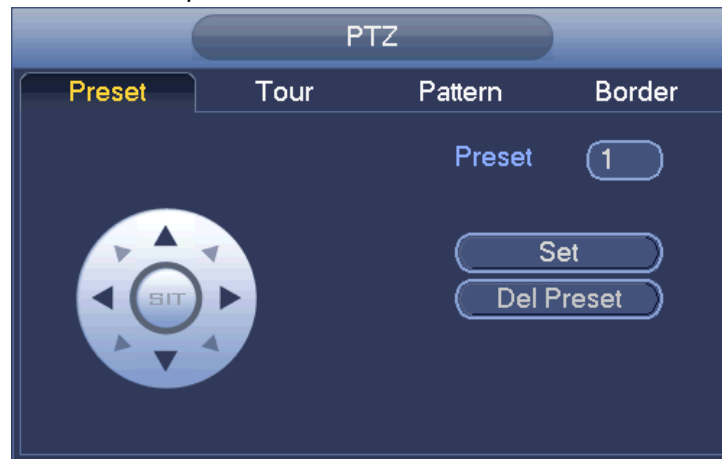 PTZ
Preset Tour Pattern Border
Preset 1
Set
SIT
Del Preset